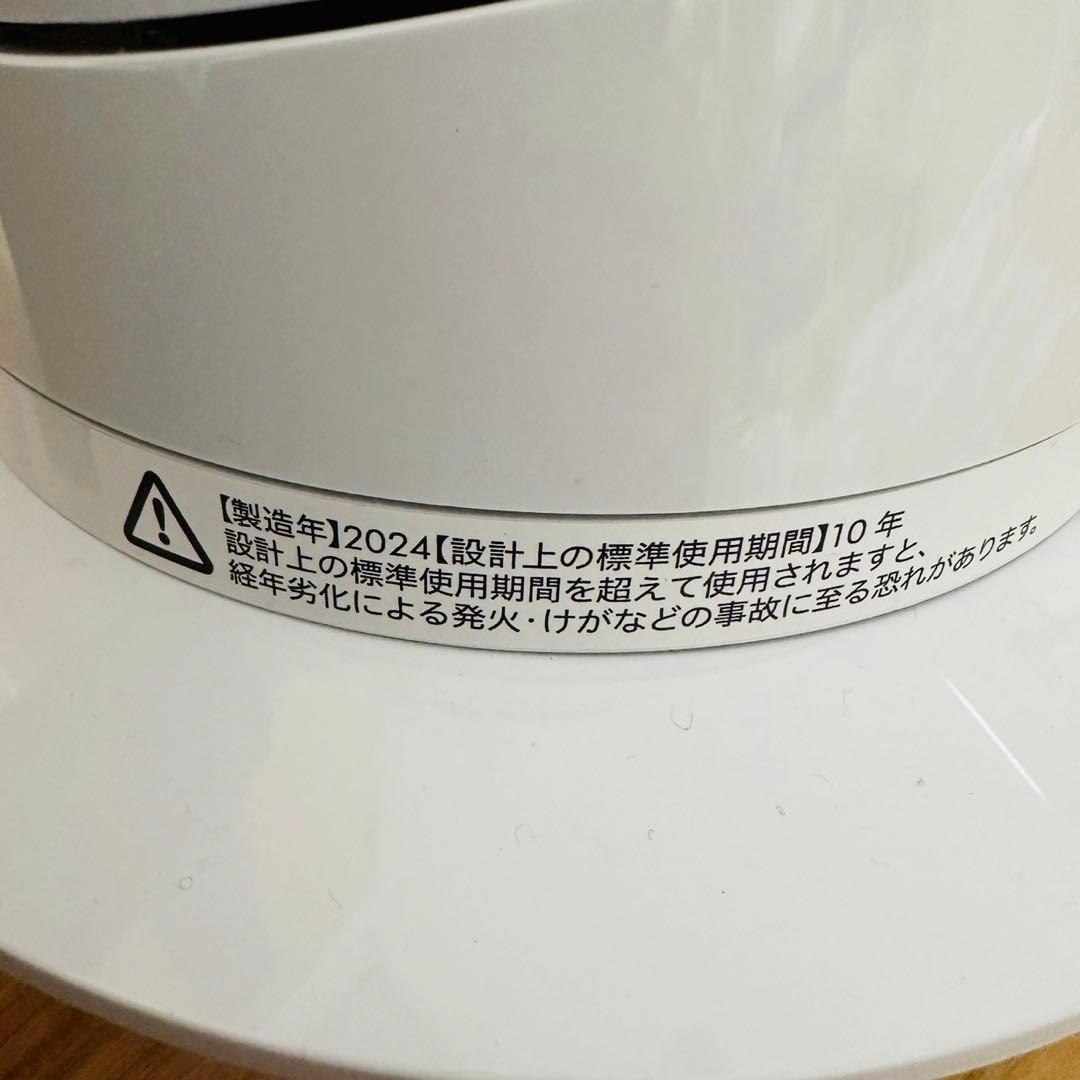 【製造年】2024【設計上の標準使用期間】10年
設計上の標準使用期間を超えて使用されますと、
経年劣化による発火・けがなどの事故に至る恐れがあります。